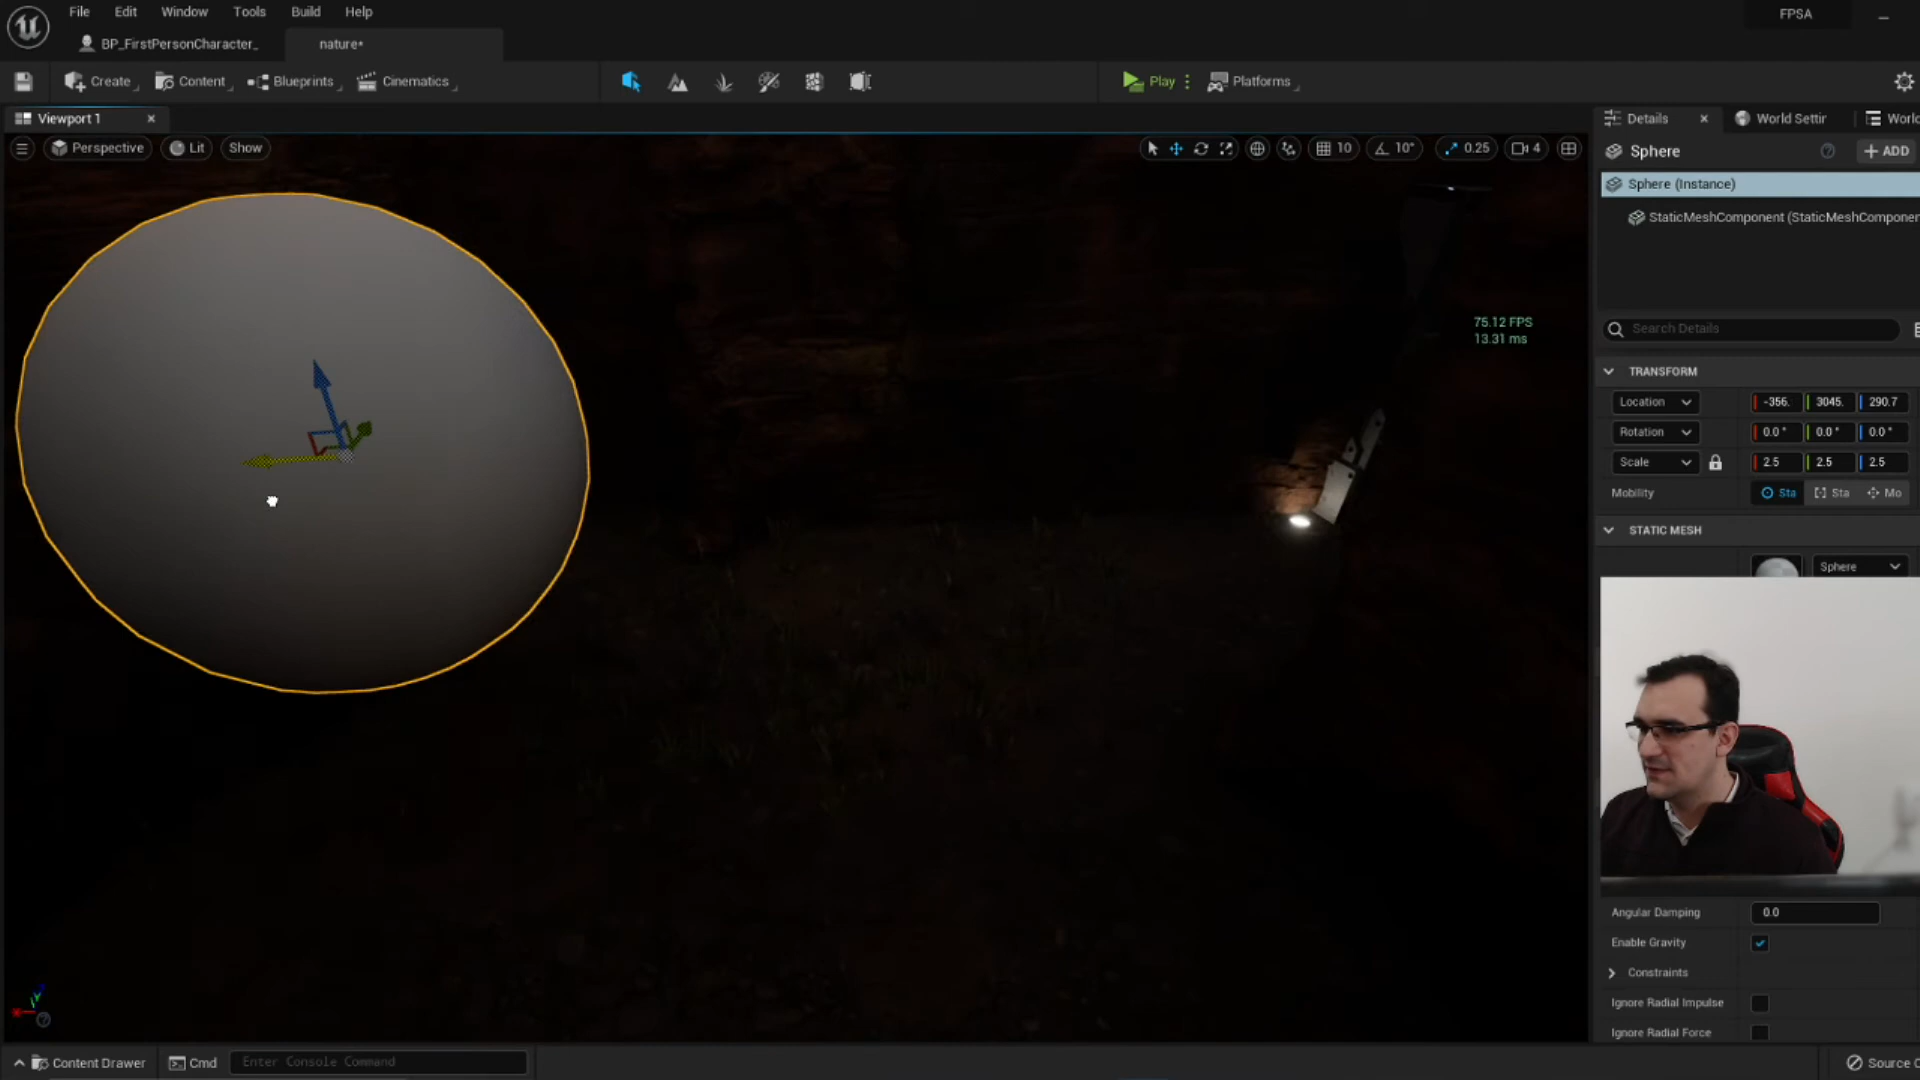 File Edit Window Tools Build Help
FPSA
BP_FirstPersonCharacter_
nature*
Create Content Blueprints Cinematics
Play Platforms
Viewport 1
Details World Settin World
Perspective Lit Show
10 10° 0.25 4
Sphere
+ ADD
Sphere (Instance)
StaticMeshComponent (StaticMeshComponen
75.12 FPS
13.31 ms
Search Details
TRANSFORM
Location -356. 3045. 290.7
Rotation 0.0° 0.0° 0.0°
Scale 2.5 2.5 2.5
Mobility Sta Sta Mo
STATIC MESH
Sphere
Angular Damping 0.0
Enable Gravity
Constraints
Ignore Radial Impulse
Ignore Radial Force
Content Drawer Cmd Enter Console Command
Source C